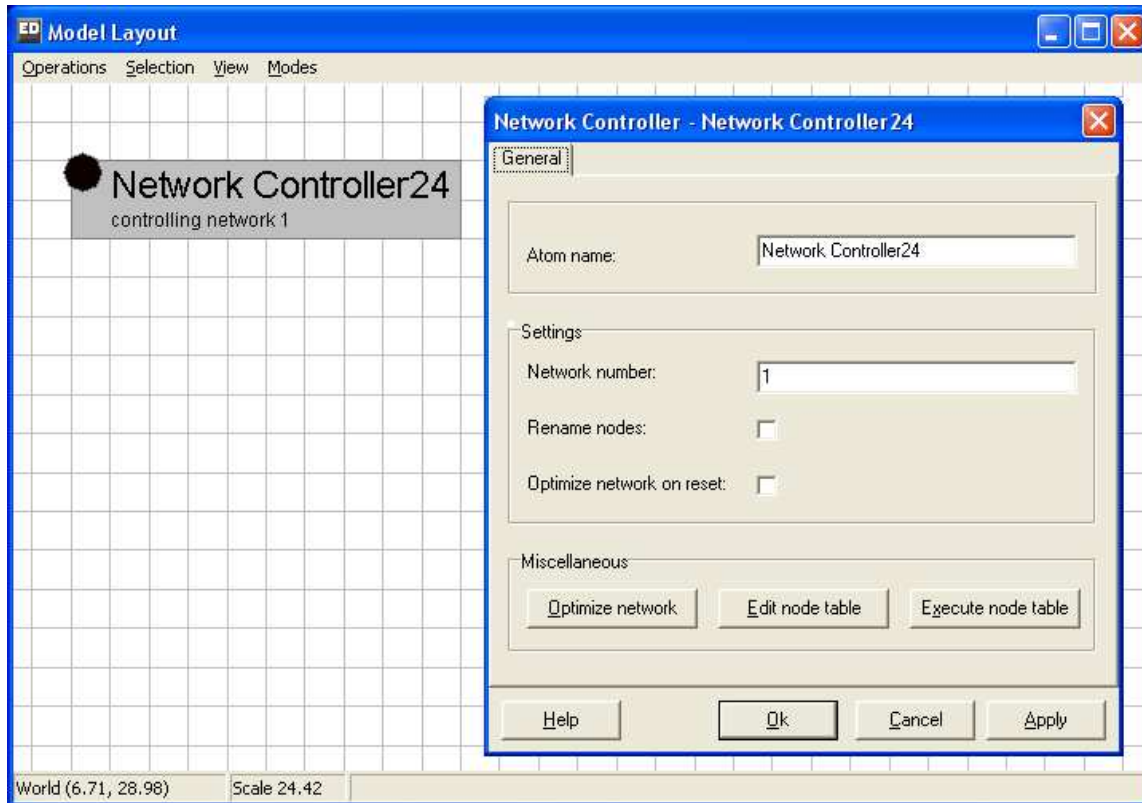 ED Model Layout
Operations Selection View Modes
Network Controller24
controlling network 1
Network Controller - Network Controller24
General
Atom name: Network Controller24
Settings
Network number: 1
Rename nodes:
Optimize network on reset:
Miscellaneous
Optimize network Edit node table Execute node table
Help Ok Cancel Apply
World (6.71, 28.98) Scale 24.42